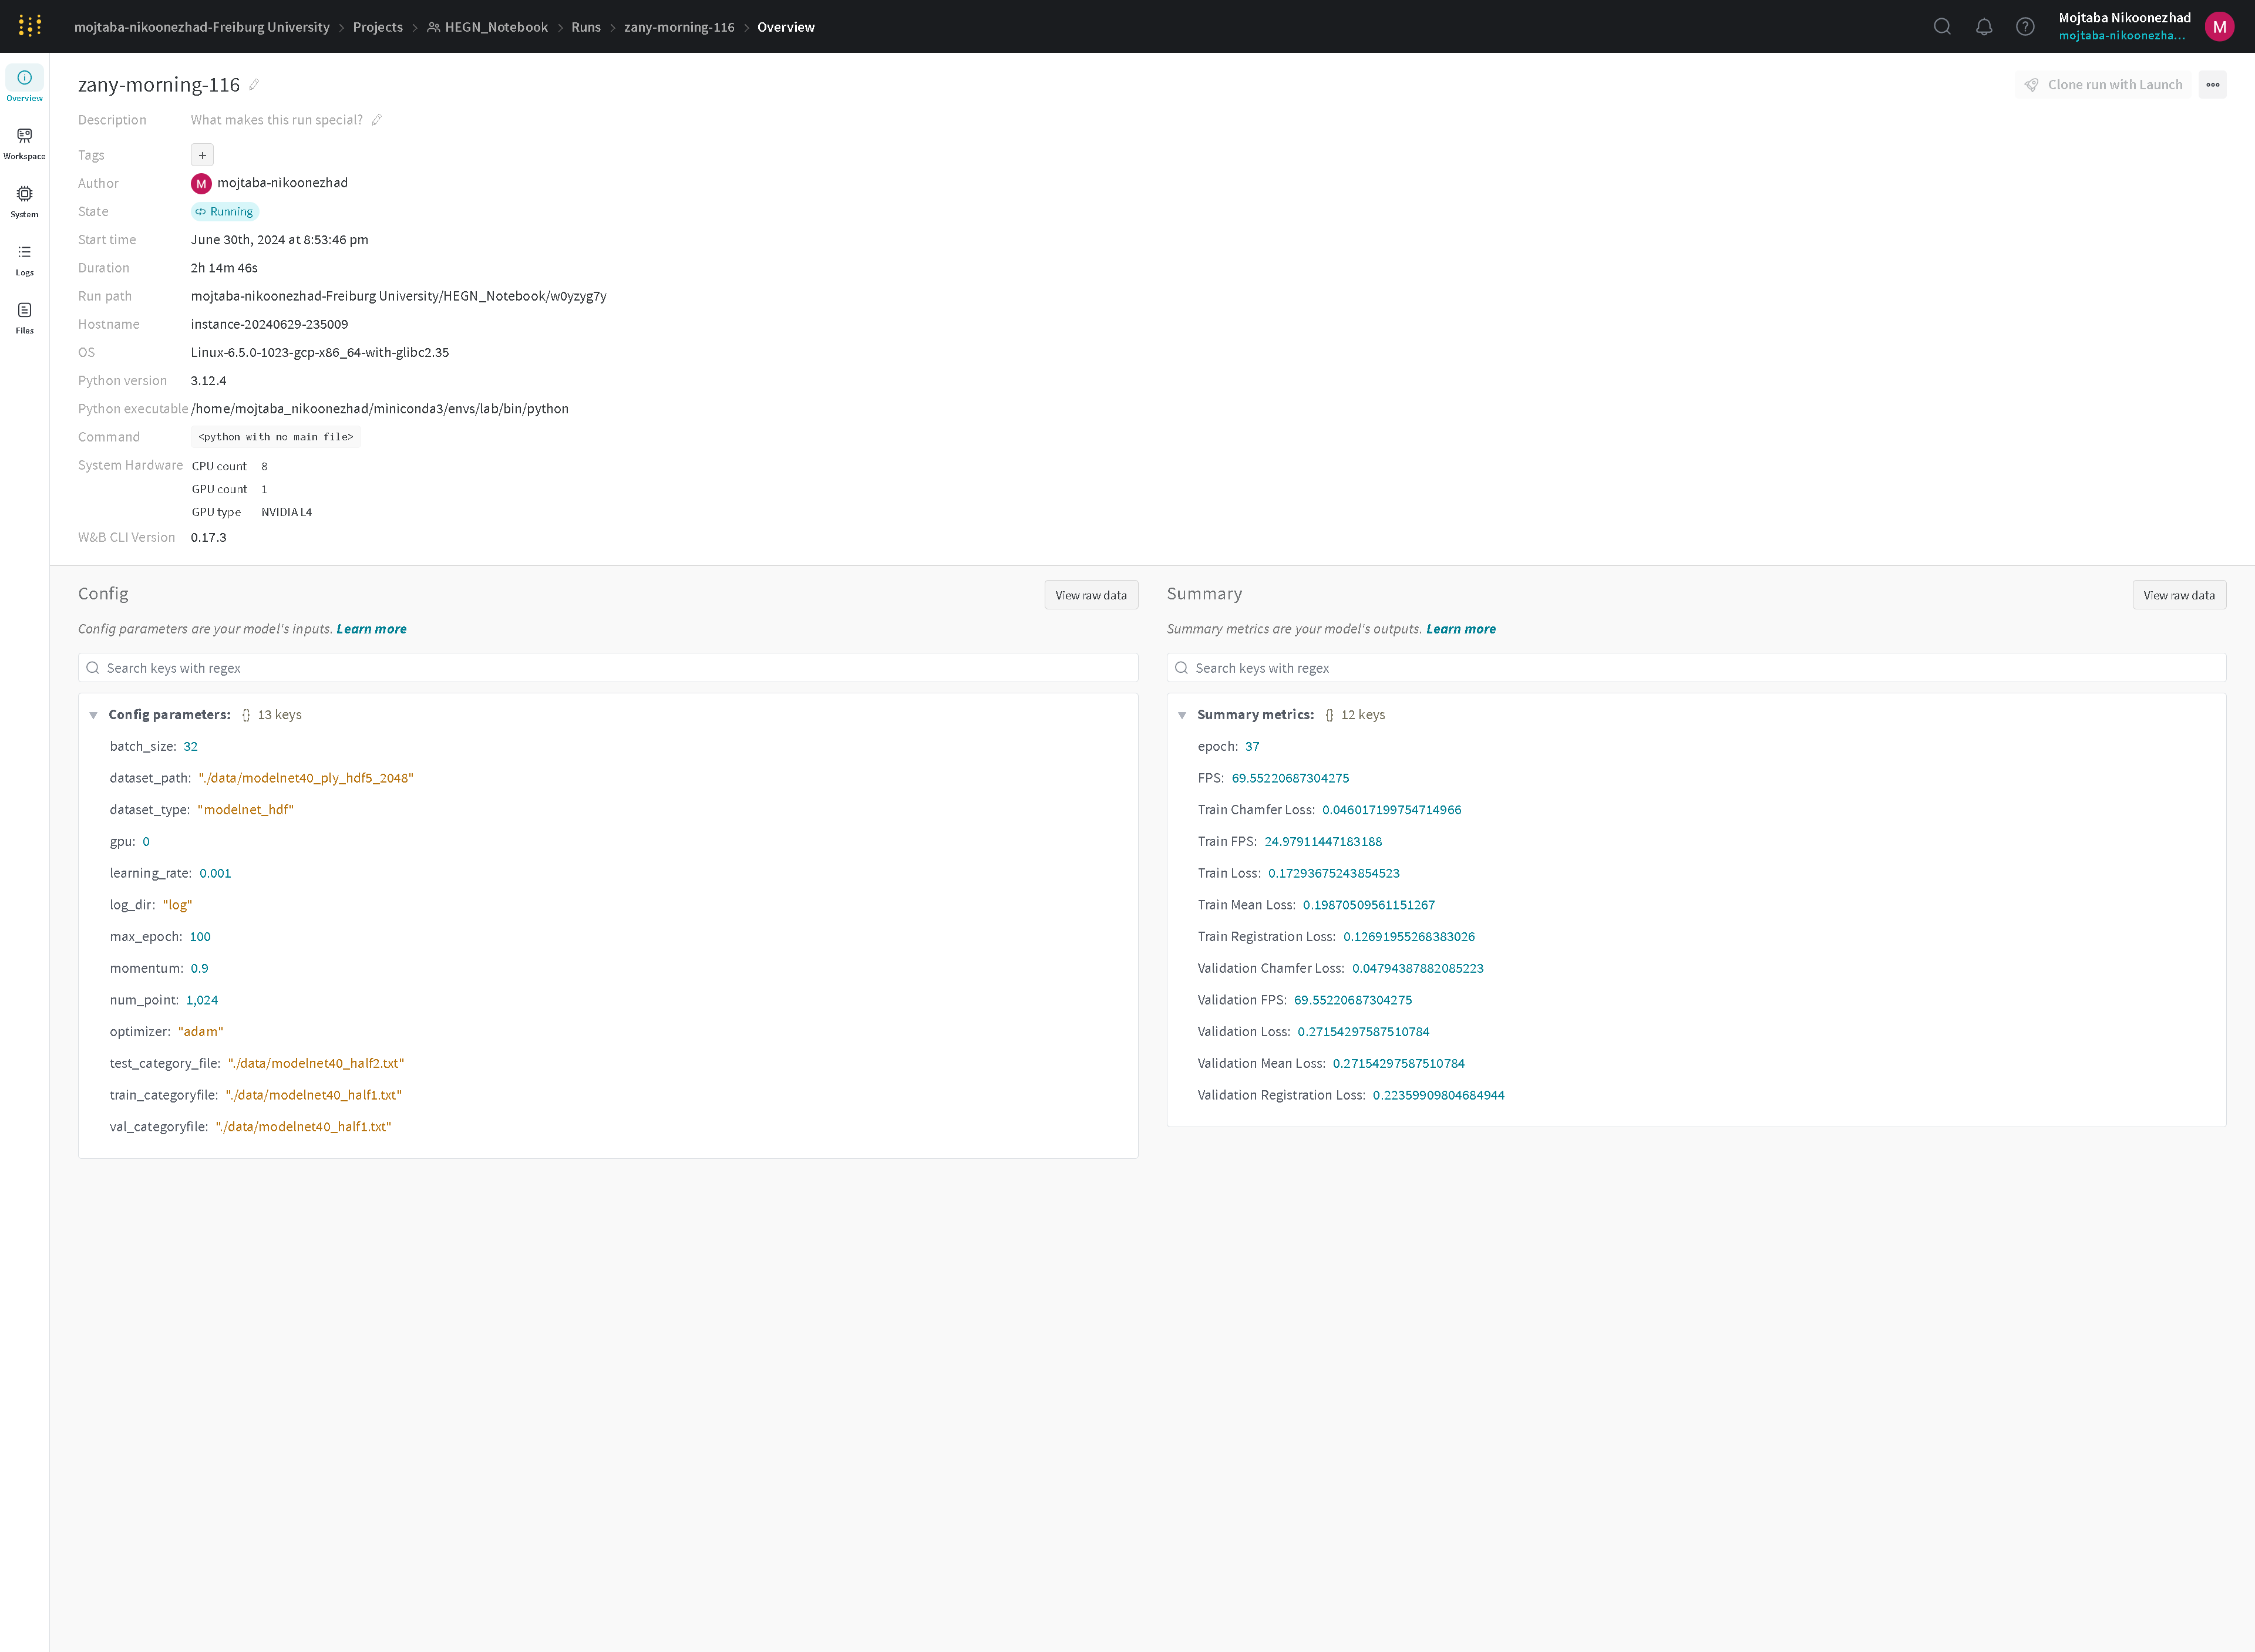 mojtaba-nikoonezhad-Freiburg University > Projects > HEGN_Notebook > Runs > zany-morning-116 > Overview
Mojtaba Nikoonezhad
mojtaba-nikoonezha...
M
Overview
Workspace
System
Logs
Files
zany-morning-116
Clone run with Launch
Description What makes this run special?
Tags +
Author M mojtaba-nikoonezhad
State Running
Start time June 30th, 2024 at 8:53:46 pm
Duration 2h 14m 46s
Run path mojtaba-nikoonezhad-Freiburg University/HEGN_Notebook/w0yzyg7y
Hostname instance-20240629-235009
OS Linux-6.5.0-1023-gcp-x86_64-with-glibc2.35
Python version 3.12.4
Python executable /home/mojtaba_nikoonezhad/miniconda3/envs/lab/bin/python
Command <python with no main file>
System Hardware CPU count 8
GPU count 1
GPU type NVIDIA L4
W&B CLI Version 0.17.3
Config
View raw data
Config parameters are your model's inputs. Learn more
Search keys with regex
Config parameters: {} 13 keys
batch_size: 32
dataset_path: "./data/modelnet40_ply_hdf5_2048"
dataset_type: "modelnet_hdf"
gpu: 0
learning_rate: 0.001
log_dir: "log"
max_epoch: 100
momentum: 0.9
num_point: 1,024
optimizer: "adam"
test_category_file: "./data/modelnet40_half2.txt"
train_categoryfile: "./data/modelnet40_half1.txt"
val_categoryfile: "./data/modelnet40_half1.txt"
Summary
View raw data
Summary metrics are your model's outputs. Learn more
Search keys with regex
Summary metrics: {} 12 keys
epoch: 37
FPS: 69.55220687304275
Train Chamfer Loss: 0.046017199754714966
Train FPS: 24.97911447183188
Train Loss: 0.17293675243854523
Train Mean Loss: 0.19870509561151267
Train Registration Loss: 0.12691955268383026
Validation Chamfer Loss: 0.04794387882085223
Validation FPS: 69.55220687304275
Validation Loss: 0.27154297587510784
Validation Mean Loss: 0.27154297587510784
Validation Registration Loss: 0.22359909804684944